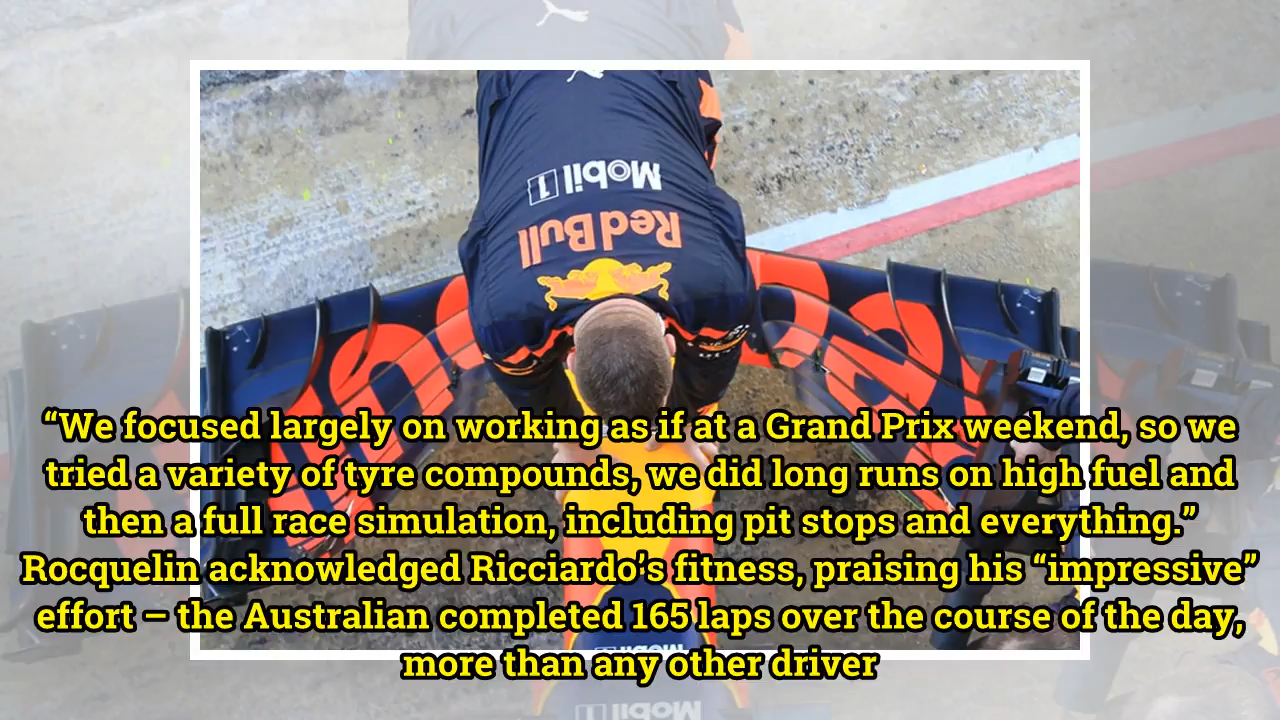 Mobil 1
Red Bull
“We focused largely on working as if at a Grand Prix weekend, so we
tried a variety of tyre compounds, we did long runs on high fuel and
then a full race simulation, including pit stops and everything.”
Rocquelin acknowledged Ricciardo’s fitness, praising his “impressive”
effort – the Australian completed 165 laps over the course of the day,
more than any other driver
Mobil 1